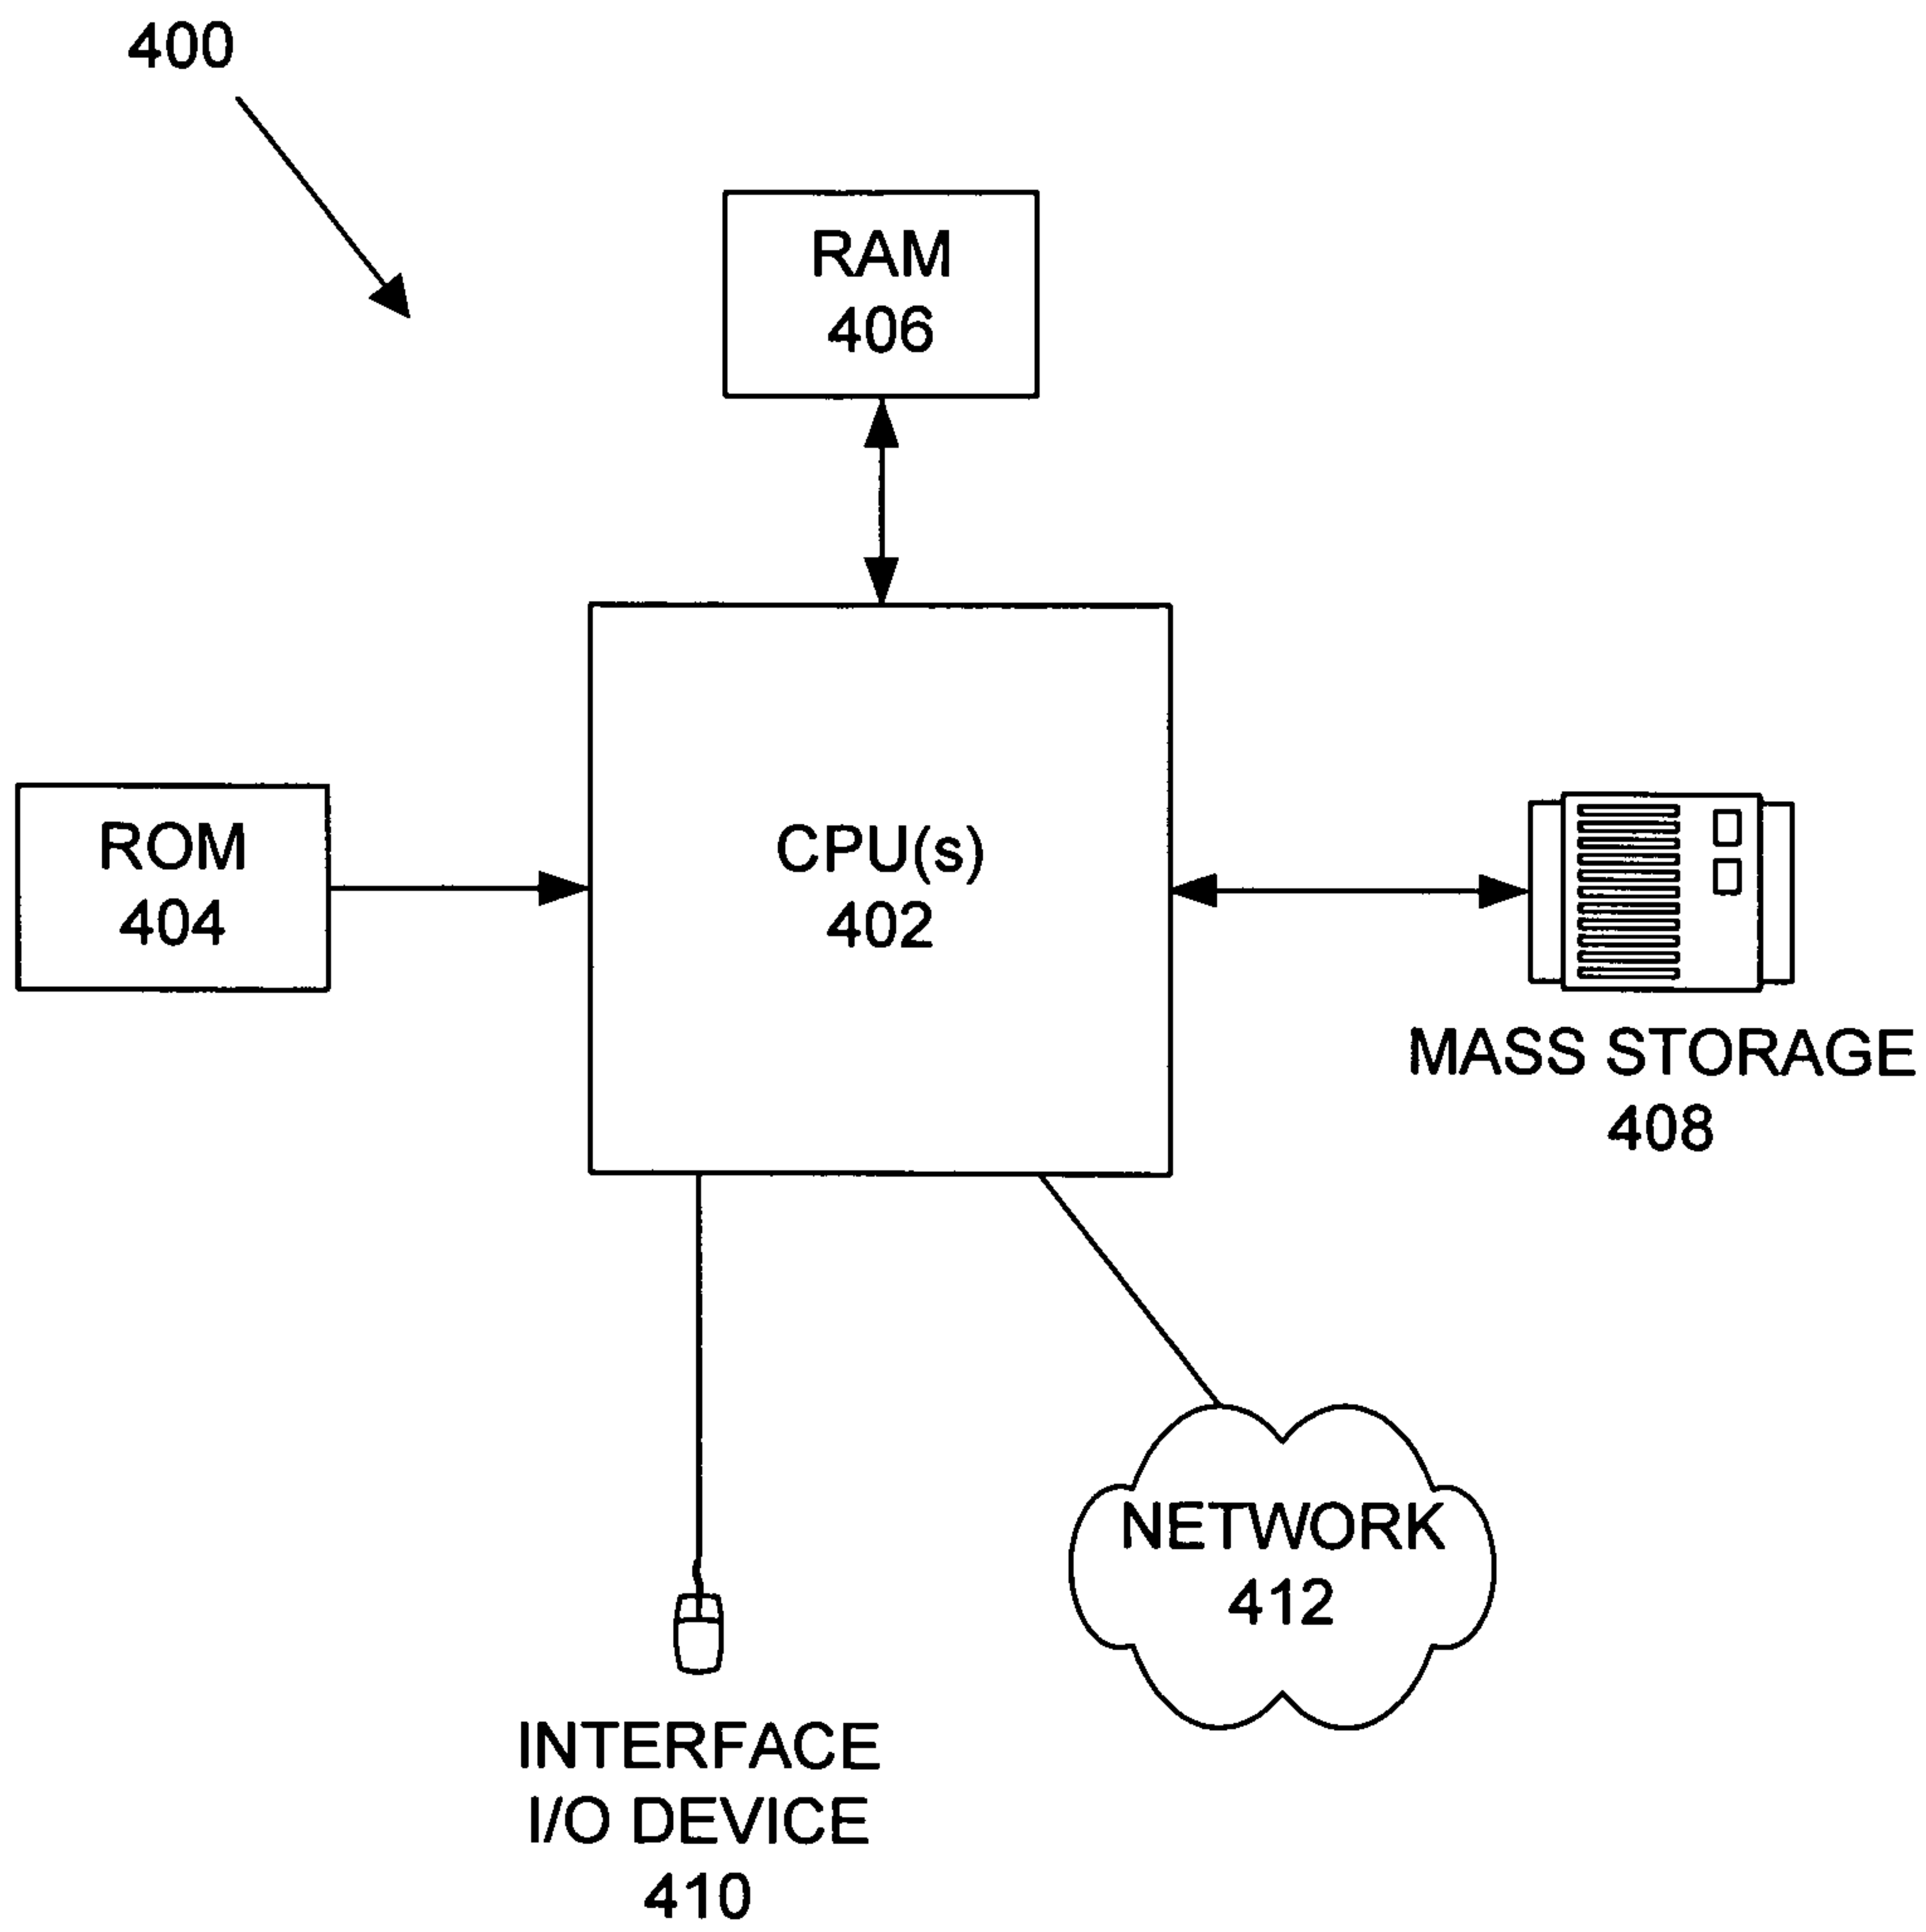 400
RAM
406
ROM
404
CPU(s)
402
MASS STORAGE
408
NETWORK
412
INTERFACE
I/O DEVICE
410